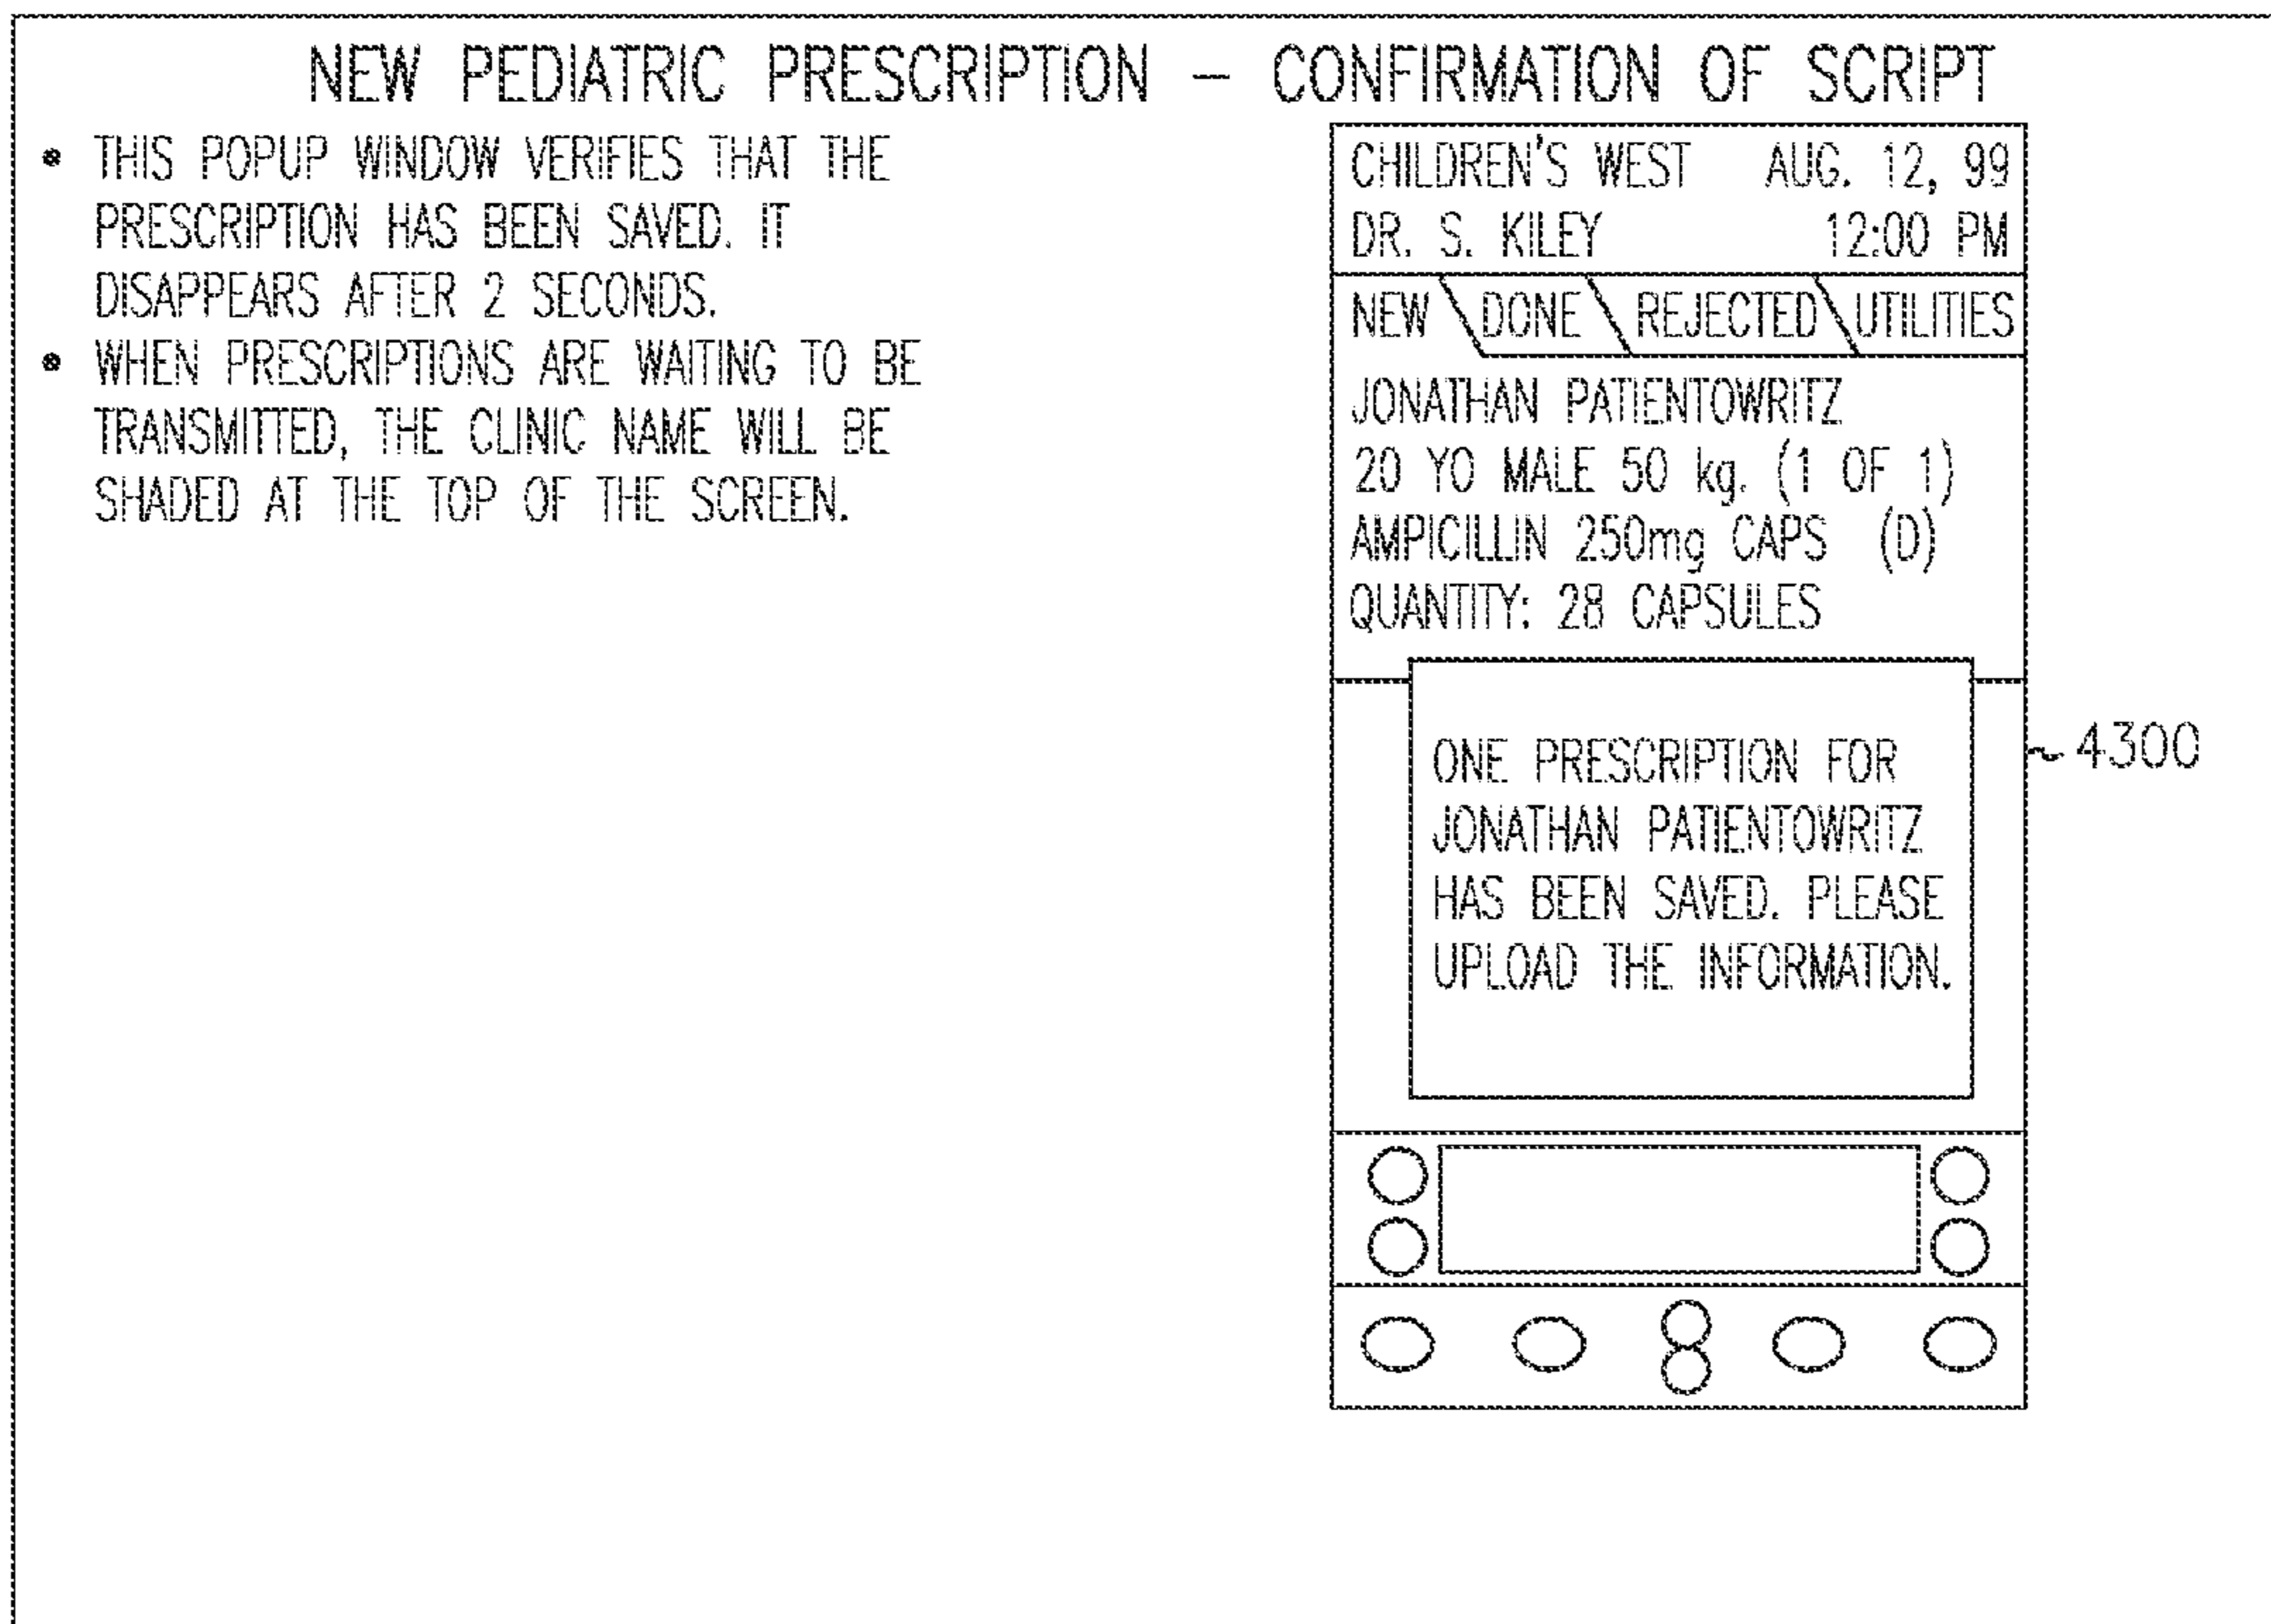 NEW PEDIATRIC PRESCRIPTION – CONFIRMATION OF SCRIPT
• THIS POPUP WINDOW VERIFIES THAT THE
PRESCRIPTION HAS BEEN SAVED. IT
DISAPPEARS AFTER 2 SECONDS.
• WHEN PRESCRIPTIONS ARE WAITING TO BE
TRANSMITTED, THE CLINIC NAME WILL BE
SHADED AT THE TOP OF THE SCREEN.
CHILDREN'S WEST AUG. 12, 99
DR. S. KILEY 12:00 PM
NEW DONE REJECTED UTILITIES
JONATHAN PATIENTOWRITZ
20 YO MALE 50 kg. (1 OF 1)
AMPICILLIN 250mg CAPS (D)
QUANTITY: 28 CAPSULES
ONE PRESCRIPTION FOR
JONATHAN PATIENTOWRITZ
HAS BEEN SAVED. PLEASE
UPLOAD THE INFORMATION.
4300